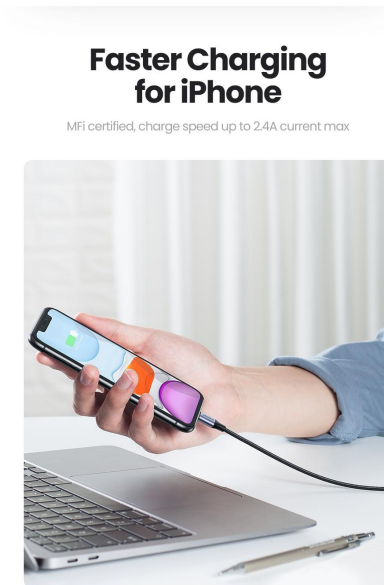 Faster Charging
for iPhone
MFi certified, charge speed up to 2.4A current max